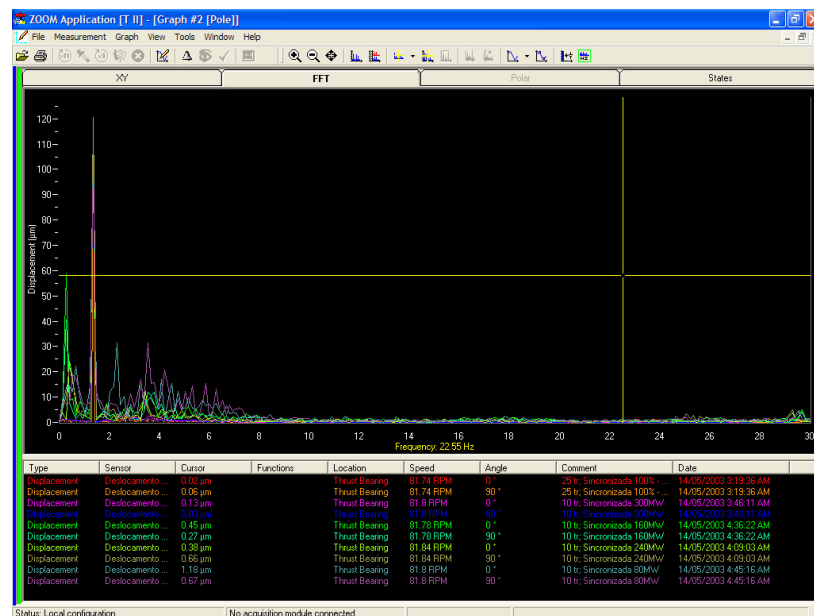 ZOOM Application [T II] - [Graph #2 [Pole]]
File Measurement Graph View Tools Window Help
XY FFT Polar States
120
110
100
90
80
70
60
50
40
30
20
10
0
Displacement [µm]
0 2 4 6 8 10 12 14 16 18 20 22 24 26 28 30
Frequency: 22.55 Hz
Type Sensor Cursor Functions Location Speed Angle Comment Date
Displacement Deslocamento ... 0.02 µm Thrust Bearing 81.74 RPM 0 ° 25 tr; Sincronizada 100% - ... 14/05/2003 3:19:36 AM
Displacement Deslocamento ... 0.06 µm Thrust Bearing 81.74 RPM 90 ° 25 tr; Sincronizada 100% - ... 14/05/2003 3:19:36 AM
Displacement Deslocamento ... 0.13 µm Thrust Bearing 81.8 RPM 0 ° 10 tr; Sincronizada 300MW 14/05/2003 3:46:11 AM
Displacement Deslocamento ... Thrust Bearing 81.8 RPM 90 ° 10 tr; Sincronizada 300MW 14/05/2003 3:46:11 AM
Displacement Deslocamento ... 0.45 µm Thrust Bearing 81.78 RPM 0 ° 10 tr; Sincronizada 160MW 14/05/2003 4:36:22 AM
Displacement Deslocamento ... 0.27 µm Thrust Bearing 81.78 RPM 90 ° 10 tr; Sincronizada 160MW 14/05/2003 4:36:22 AM
Displacement Deslocamento ... 0.38 µm Thrust Bearing 81.84 RPM 0 ° 10 tr; Sincronizada 240MW 14/05/2003 4:09:03 AM
Displacement Deslocamento ... 0.66 µm Thrust Bearing 81.84 RPM 90 ° 10 tr; Sincronizada 240MW 14/05/2003 4:09:03 AM
Displacement Deslocamento ... 1.18 µm Thrust Bearing 81.8 RPM 0 ° 10 tr; Sincronizada 80MW 14/05/2003 4:45:16 AM
Displacement Deslocamento ... 0.67 µm Thrust Bearing 81.8 RPM 90 ° 10 tr; Sincronizada 80MW 14/05/2003 4:45:16 AM
Status: Local configuration No acquisition module connected